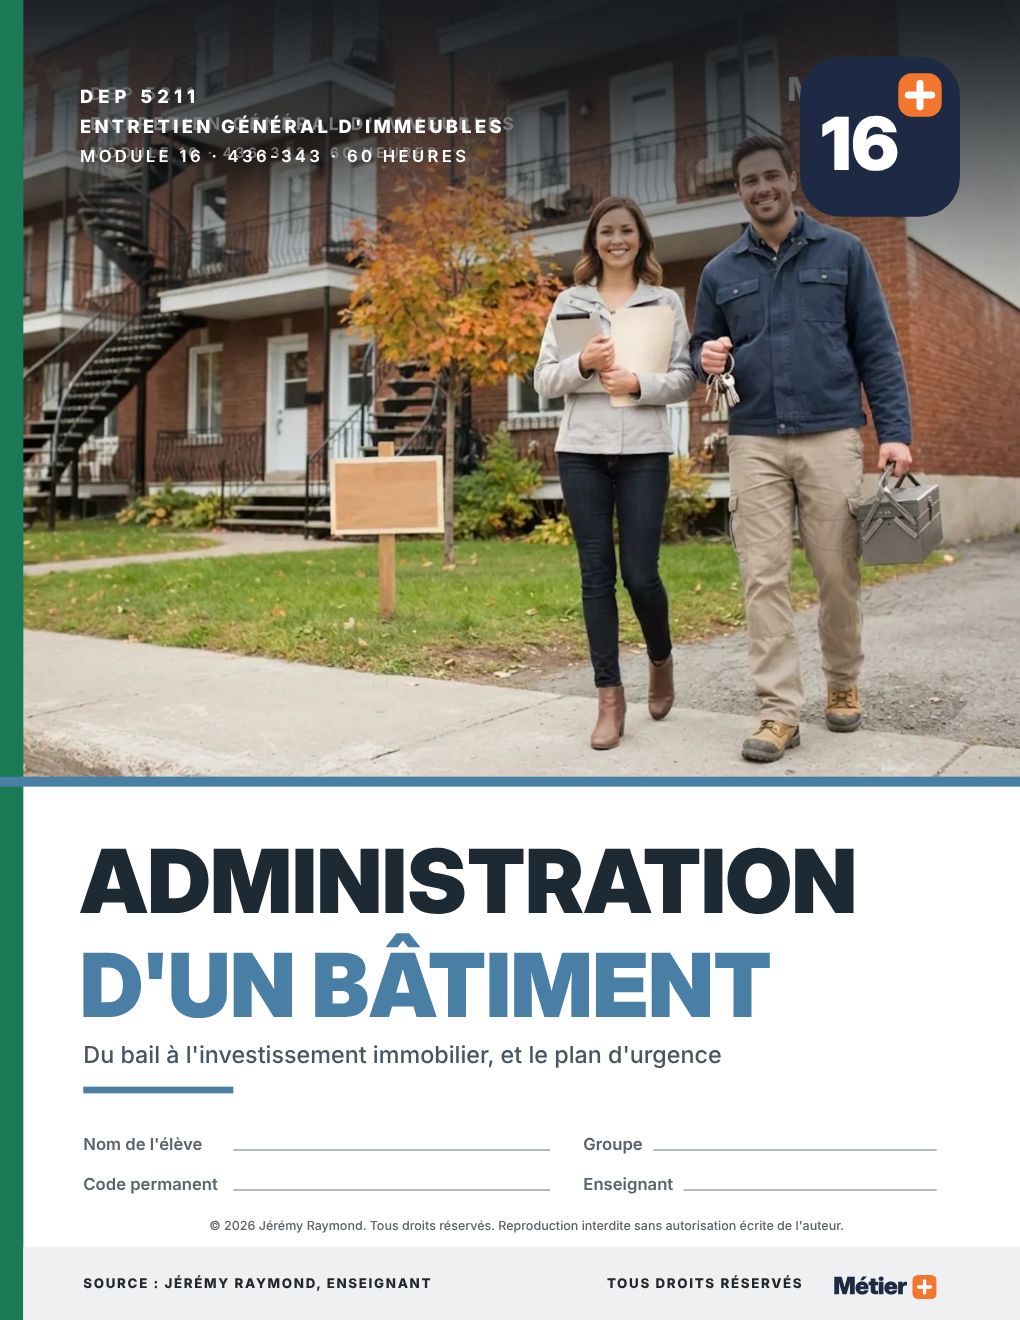 DEP 5211
ENTRETIEN GÉNÉRAL D'IMMEUBLES
MODULE 16 · 436-343 · 60 HEURES
16
ADMINISTRATION
D'UN BÂTIMENT
Du bail à l'investissement immobilier, et le plan d'urgence
Nom de l'élève
Groupe
Code permanent
Enseignant
© 2026 Jérémy Raymond. Tous droits réservés. Reproduction interdite sans autorisation écrite de l'auteur.
SOURCE : JÉRÉMY RAYMOND, ENSEIGNANT
TOUS DROITS RÉSERVÉS
Métier+